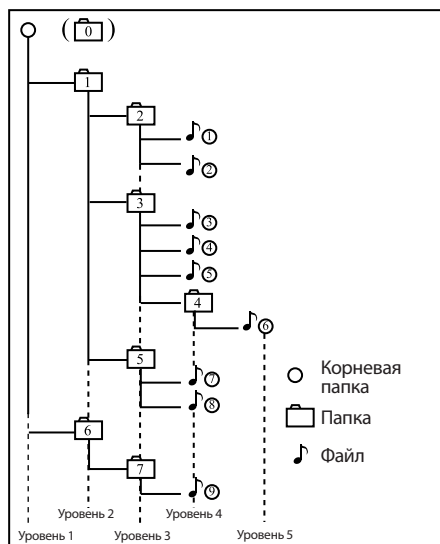 ( 0 )
1
2
①
②
3
③
④
⑤
4
⑥
5
⑦
⑧
6
7
⑨
Корневая
папка
Папка
Файл
Уровень 1
Уровень 2
Уровень 3
Уровень 4
Уровень 5